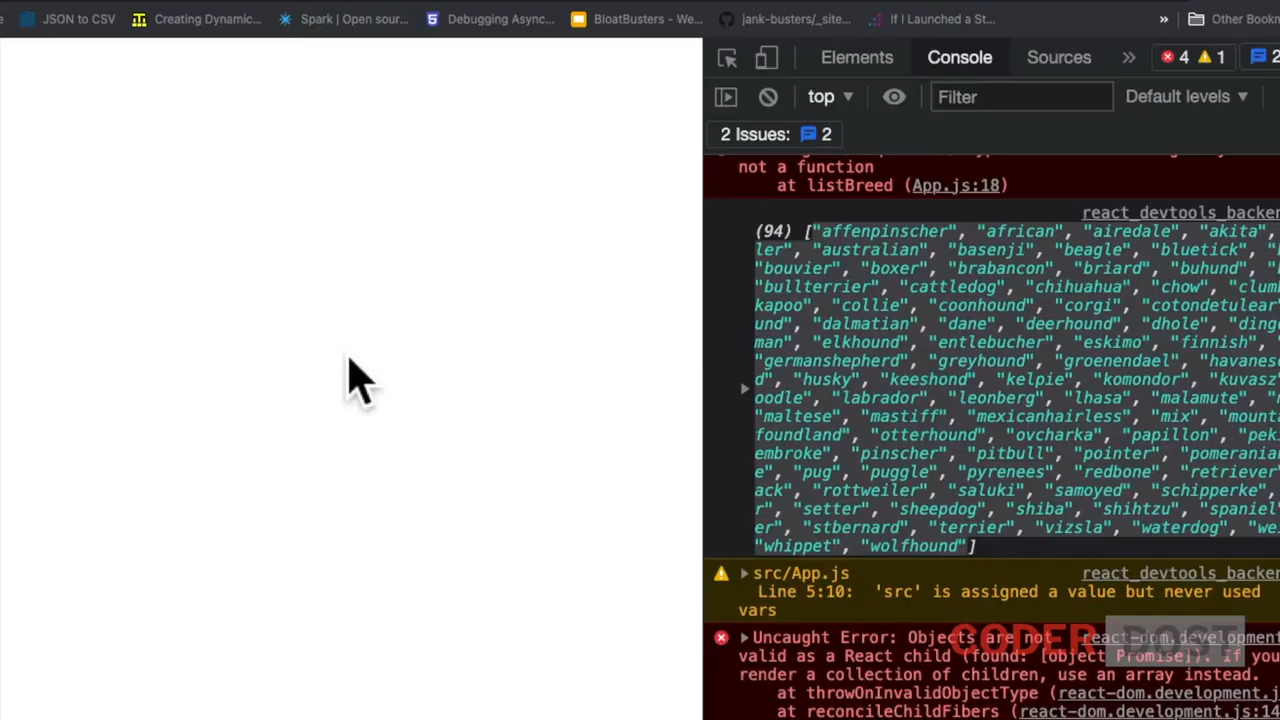 JSON to CSV Creating Dynamic... Spark | Open sour... Debugging Async... BloatBusters - We... jank-busters/_site... If I Launched a St... » Other Bookn
Elements Console Sources » 4 1 2
top Filter Default levels
2 Issues: 2
not a function
at listBreed (App.js:18)
react_devtools_backen
(94) ["affenpinscher", "african", "airedale", "akita",
ler", "australian", "basenji", "beagle", "bluetick",
"bouvier", "boxer", "brabancon", "briard", "buhund",
"bullterrier", "cattledog", "chihuahua", "chow", "clumb
kapoo", "collie", "coonhound", "corgi", "cotondetulear"
und", "dalmatian", "dane", "deerhound", "dhole", "dingo
man", "elkhound", "entlebucher", "eskimo", "finnish",
"germanshepherd", "greyhound", "groenendael", "havanes
d", "husky", "keeshond", "kelpie", "komondor", "kuvasz"
oodle", "labrador", "leonberg", "lhasa", "malamute",
"maltese", "mastiff", "mexicanhairless", "mix", "mount
foundland", "otterhound", "ovcharka", "papillon", "peki
embroke", "pinscher", "pitbull", "pointer", "pomerania
e", "pug", "puggle", "pyrenees", "redbone", "retriever
ack", "rottweiler", "saluki", "samoyed", "schipperke",
r", "setter", "sheepdog", "shiba", "shihtzu", "spaniel"
er", "stbernard", "terrier", "vizsla", "waterdog", "wei
"whippet", "wolfhound"]
src/App.js react_devtools_backen
Line 5:10: 'src' is assigned a value but never used
vars
Uncaught Error: Objects are not react-dom.development
valid as a React child (found: [object Promise]). If you
render a collection of children, use an array instead.
at throwOnInvalidObjectType (react-dom.development.j
at reconcileChildFibers (react-dom.development.js:14
CODER DOST